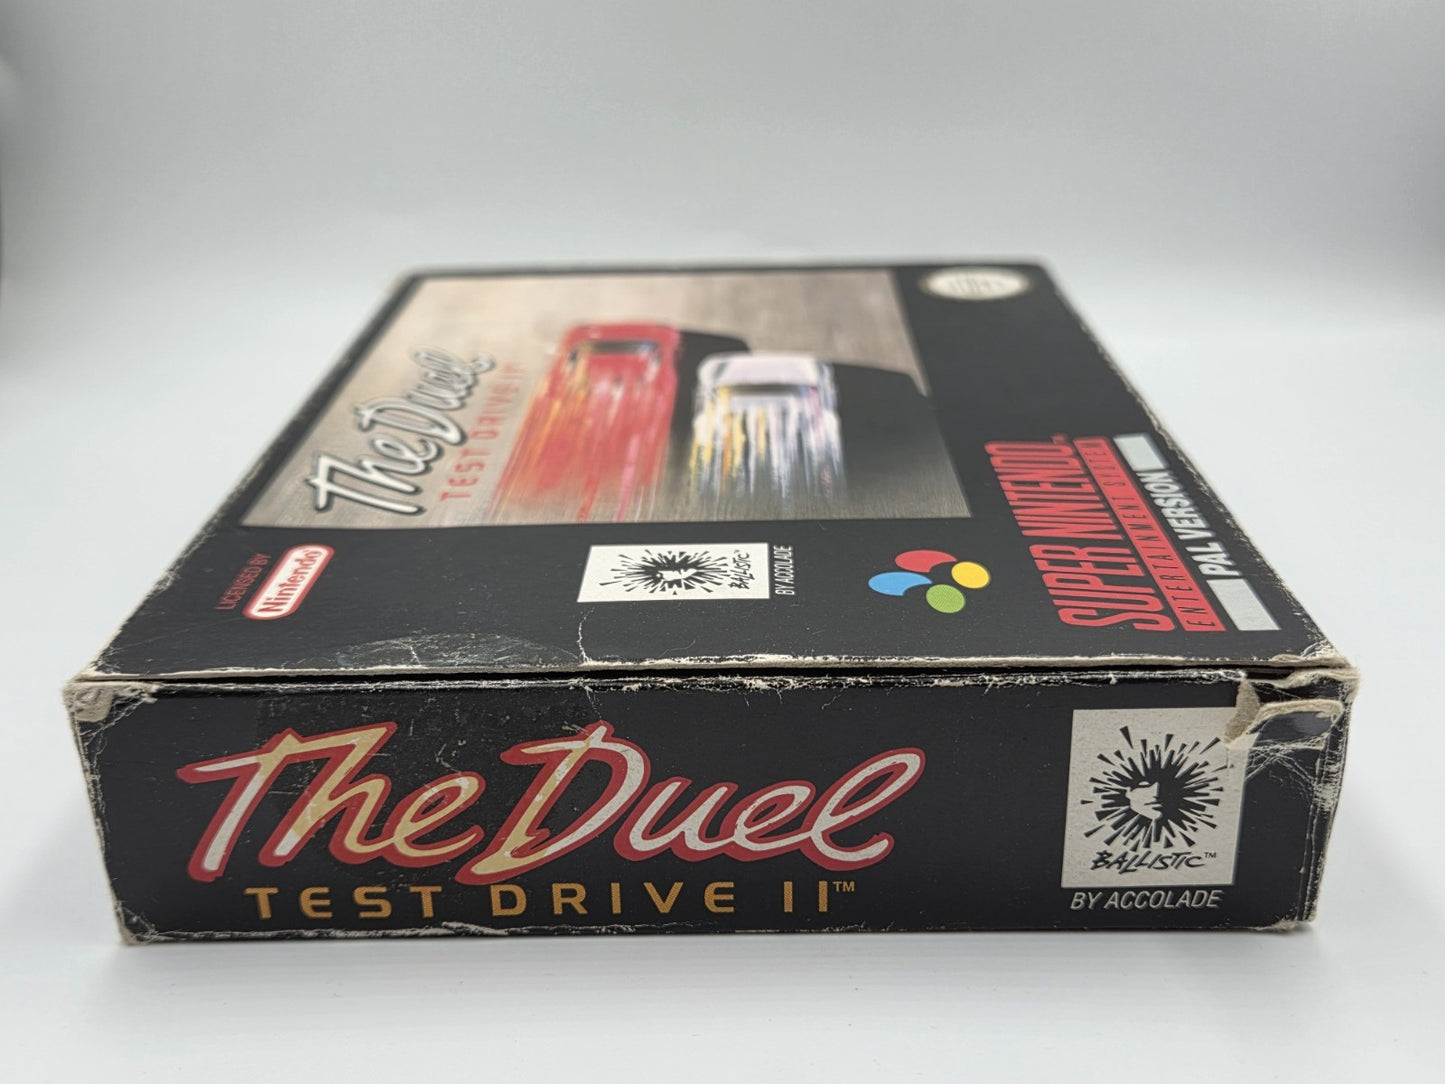 The Duel
TEST DRIVE II
LICENSED BY
Nintendo
BALLISTIC
BY ACCOLADE
SUPER NINTENDO
ENTERTAINMENT SYSTEM
PAL VERSION
The Duel
TEST DRIVE II™
BALLISTIC™
BY ACCOLADE